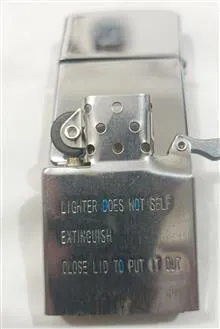 LIGHTER DOES NOT SELF
EXTINGUISH
CLOSE LID TO PUT IT OUT